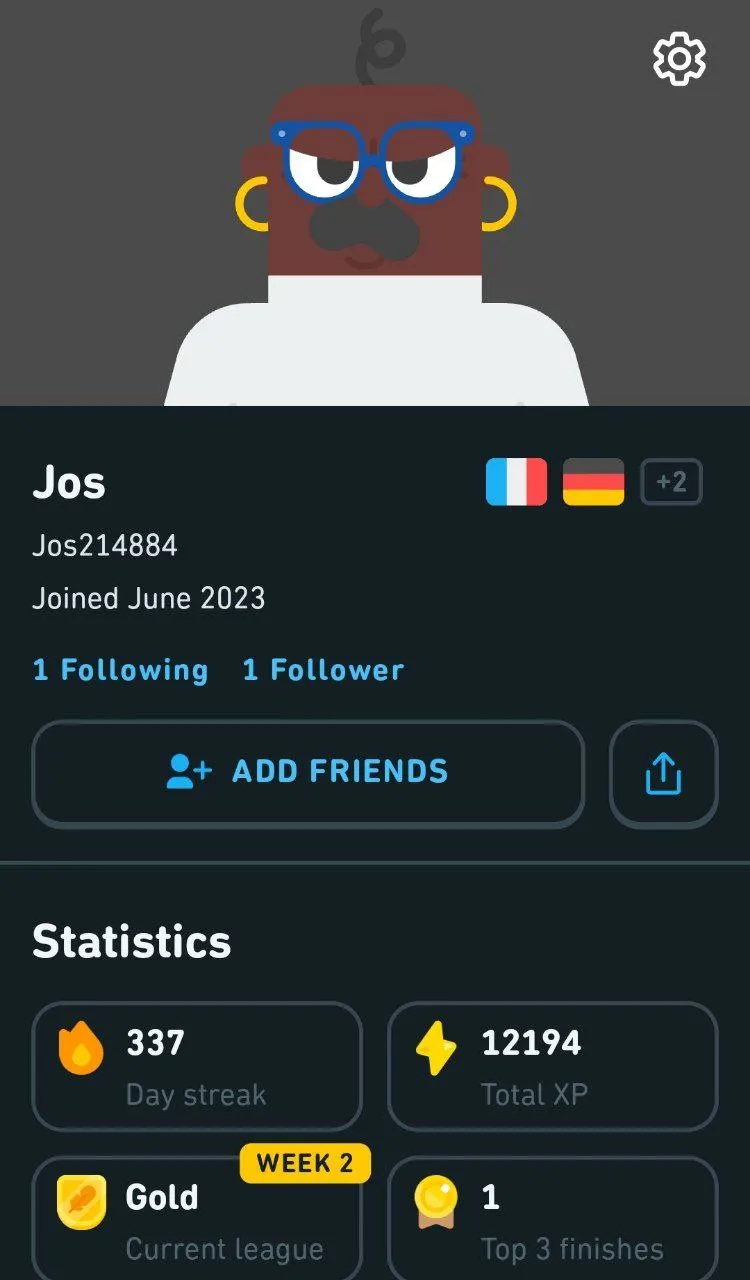 Jos
+2
Jos214884
Joined June 2023
1 Following 1 Follower
ADD FRIENDS
Statistics
337
Day streak
12194
Total XP
WEEK 2
Gold
Current league
1
Top 3 finishes